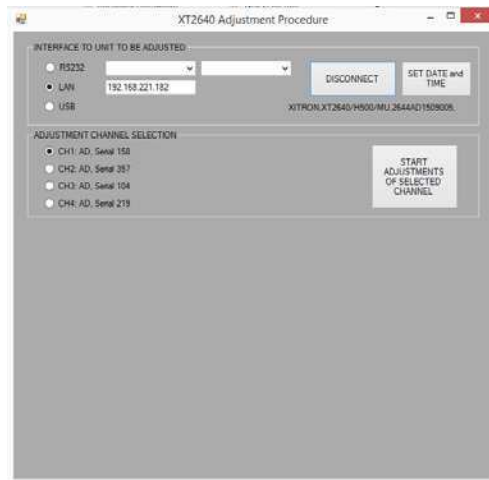 XT2640 Adjustment Procedure
INTERFACE TO UNIT TO BE ADJUSTED
RS232
LAN 192.168.221.182
USB
DISCONNECT
SET DATE and
TIME
XITRON,XT2640/H500/MU,2644AD1509009,
ADJUSTMENT CHANNEL SELECTION
CH1: AD, Serial 158
CH2: AD, Serial 357
CH3: AD, Serial 104
CH4: AD, Serial 219
START
ADJUSTMENTS
OF SELECTED
CHANNEL